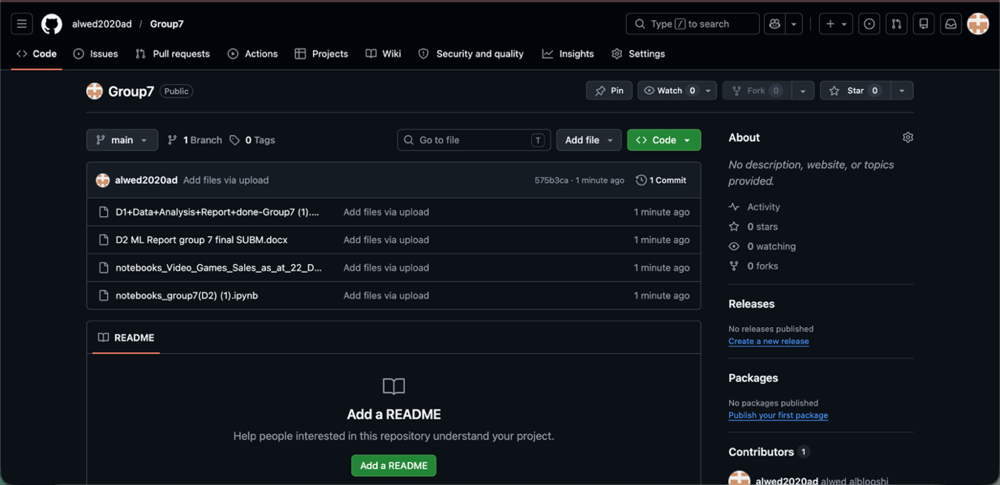 alwed2020ad / Group7
Type / to search
Code Issues Pull requests Actions Projects Wiki Security and quality Insights Settings
Group7 Public
Pin Watch 0 Fork 0 Star 0
main 1 Branch 0 Tags Go to file T Add file Code
alwed2020ad Add files via upload 575b3ca · 1 minute ago 1 Commit
D1+Data+Analysis+Report+done-Group7 (1).... Add files via upload 1 minute ago
D2 ML Report group 7 final SUBM.docx Add files via upload 1 minute ago
notebooks_Video_Games_Sales_as_at_22_D... Add files via upload 1 minute ago
notebooks_group7(D2) (1).ipynb Add files via upload 1 minute ago
README
Add a README
Help people interested in this repository understand your project.
Add a README
About
No description, website, or topics
provided.
Activity
0 stars
0 watching
0 forks
Releases
No releases published
Create a new release
Packages
No packages published
Publish your first package
Contributors 1
alwed2020ad alwed alblooshi